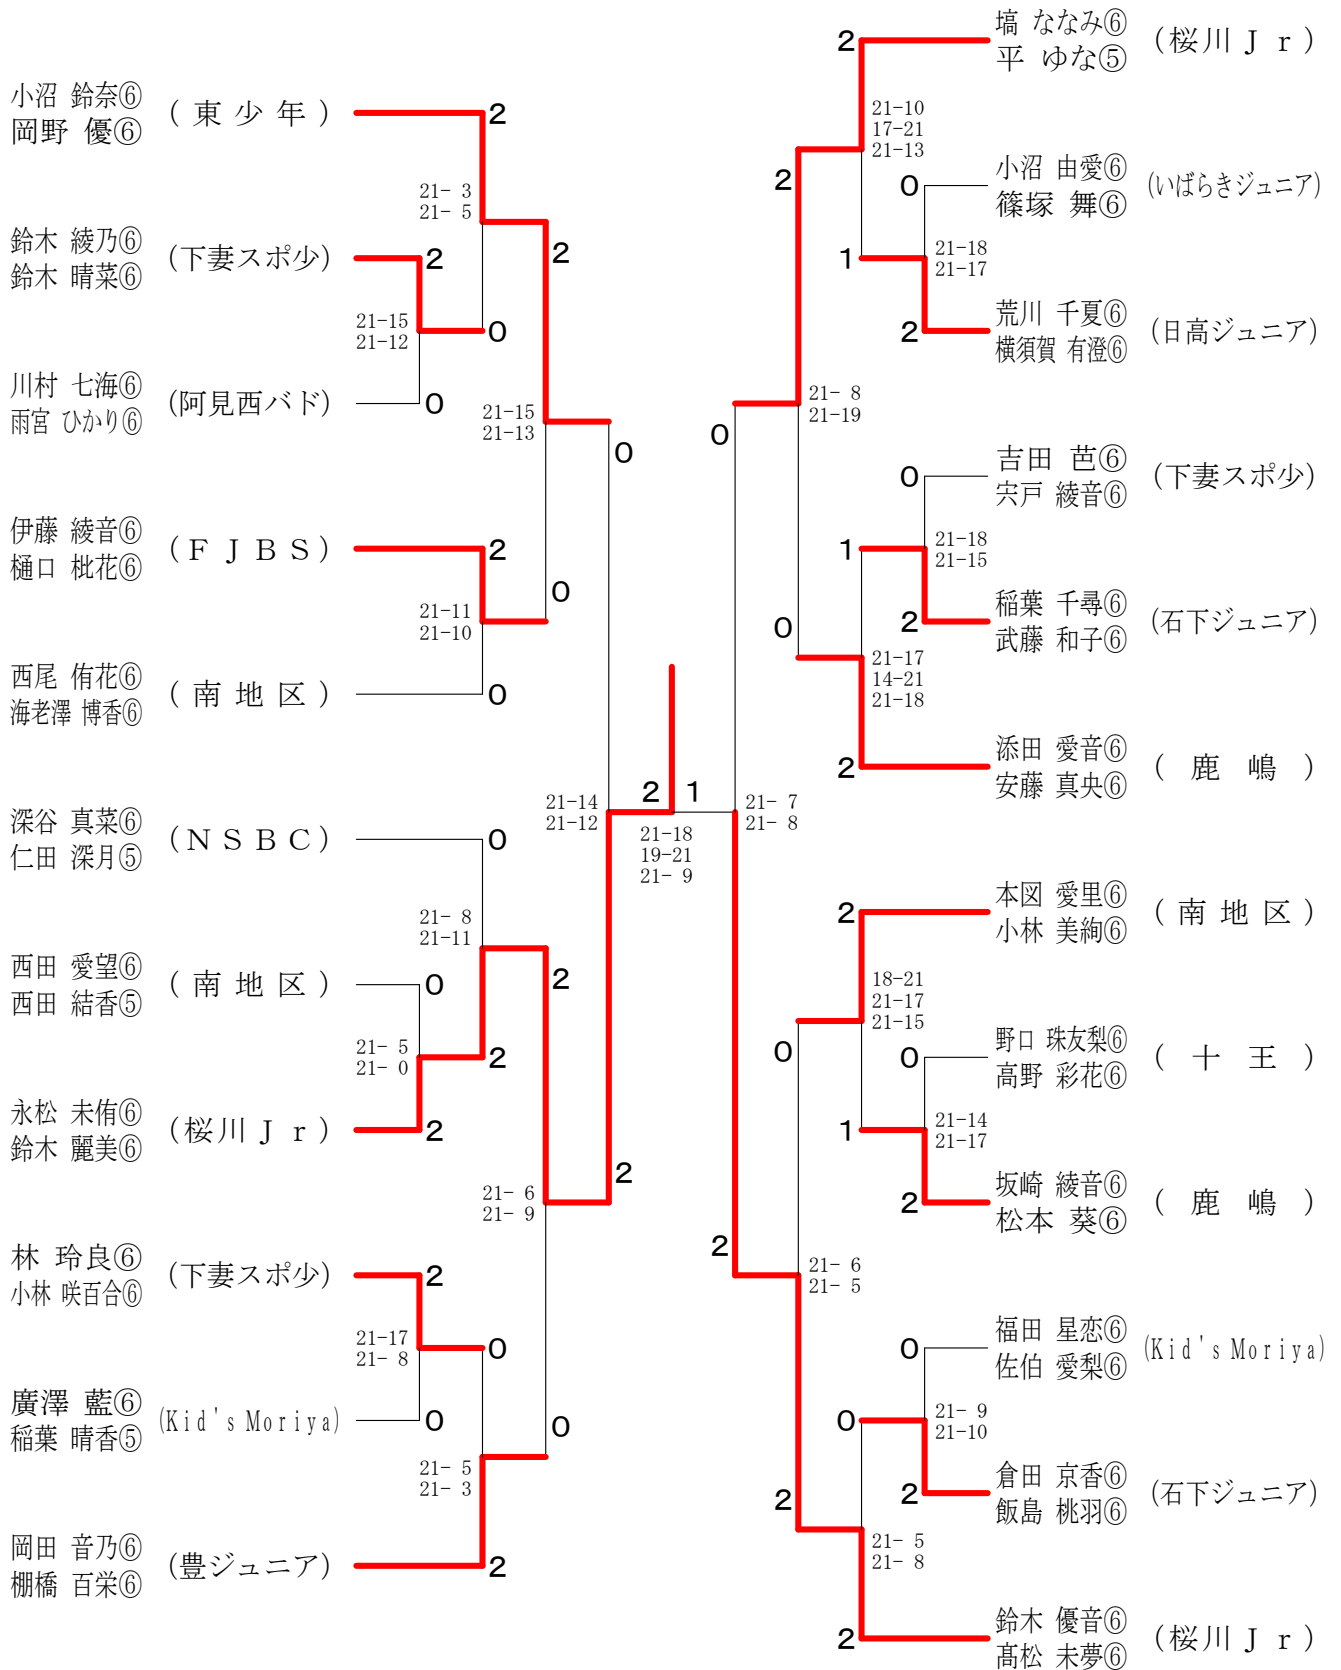 小沼 鈴奈⑥
岡野 優⑥
(東少年)
2
21- 3
21- 5
鈴木 綾乃⑥
鈴木 晴菜⑥
(下妻スポ少)
2
2
21-15
21-12
0
川村 七海⑥
雨宮 ひかり⑥
(阿見西バド)
0
21-15
21-13
0
伊藤 綾音⑥
樋口 枇花⑥
(FJBS)
2
0
21-11
21-10
西尾 侑花⑥
海老澤 博香⑥
(南地区)
0
深谷 真菜⑥
仁田 深月⑤
(NSBC)
0
21-14
21-12
21- 8
21-11
西田 愛望⑥
西田 結香⑤
(南地区)
0
2
21- 5
21- 0
2
永松 未侑⑥
鈴木 麗美⑥
(桜川Jr)
2
2
21- 6
21- 9
林 玲良⑥
小林 咲百合⑥
(下妻スポ少)
2
21-17
21- 8
0
廣澤 藍⑥
稲葉 晴香⑤
(Kid's Moriya)
0
0
21- 5
21- 3
岡田 音乃⑥
棚橋 百栄⑥
(豊ジュニア)
2
2
1
21-18
19-21
21- 9
2
塙 ななみ⑥
平 ゆな⑤
(桜川Jr)
21-10
17-21
21-13
2
0
小沼 由愛⑥
篠塚 舞⑥
(いばらきジュニア)
1
21-18
21-17
2
荒川 千夏⑥
横須賀 有澄⑥
(日高ジュニア)
21- 8
21-19
0
0
吉田 芭⑥
宍戸 綾音⑥
(下妻スポ少)
1
21-18
21-15
0
2
稲葉 千尋⑥
武藤 和子⑥
(石下ジュニア)
21-17
14-21
21-18
2
添田 愛音⑥
安藤 真央⑥
(鹿嶋)
21- 7
21- 8
2
本図 愛里⑥
小林 美絢⑥
(南地区)
18-21
21-17
21-15
0
0
野口 珠友梨⑥
高野 彩花⑥
(十王)
1
21-14
21-17
2
坂崎 綾音⑥
松本 葵⑥
(鹿嶋)
2
21- 6
21- 5
0
福田 星恋⑥
佐伯 愛梨⑥
(Kid's Moriya)
0
21- 9
21-10
2
2
倉田 京香⑥
飯島 桃羽⑥
(石下ジュニア)
21- 5
21- 8
2
鈴木 優音⑥
髙松 未夢⑥
(桜川Jr)